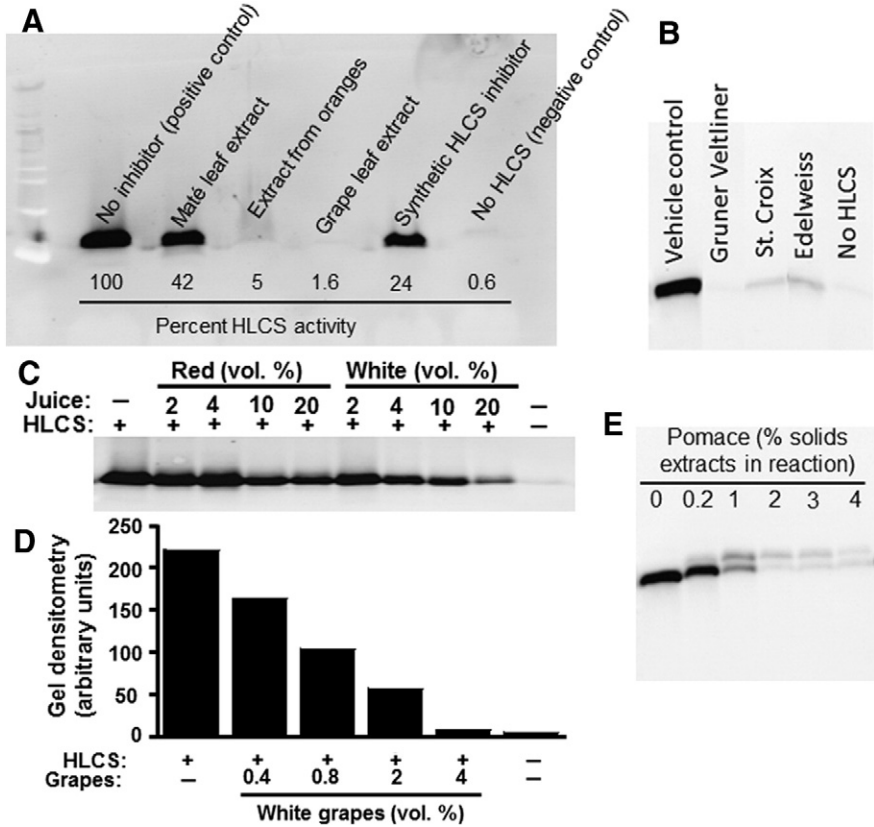 A
No inhibitor (positive control)
Maté leaf extract
Extract from oranges
Grape leaf extract
Synthetic HLCS inhibitor
No HLCS (negative control)
100 42 5 1.6 24 0.6
Percent HLCS activity
B
Vehicle control
Gruner Veltliner
St. Croix
Edelweiss
No HLCS
C
Red (vol. %) White (vol. %)
Juice: – 2 4 10 20 2 4 10 20 –
HLCS: + + + + + + + + + –
D
Gel densitometry
(arbitrary units)
250
200
150
100
50
0
HLCS: + + + + + –
Grapes: – 0.4 0.8 2 4 –
White grapes (vol. %)
E
Pomace (% solids
extracts in reaction)
0 0.2 1 2 3 4